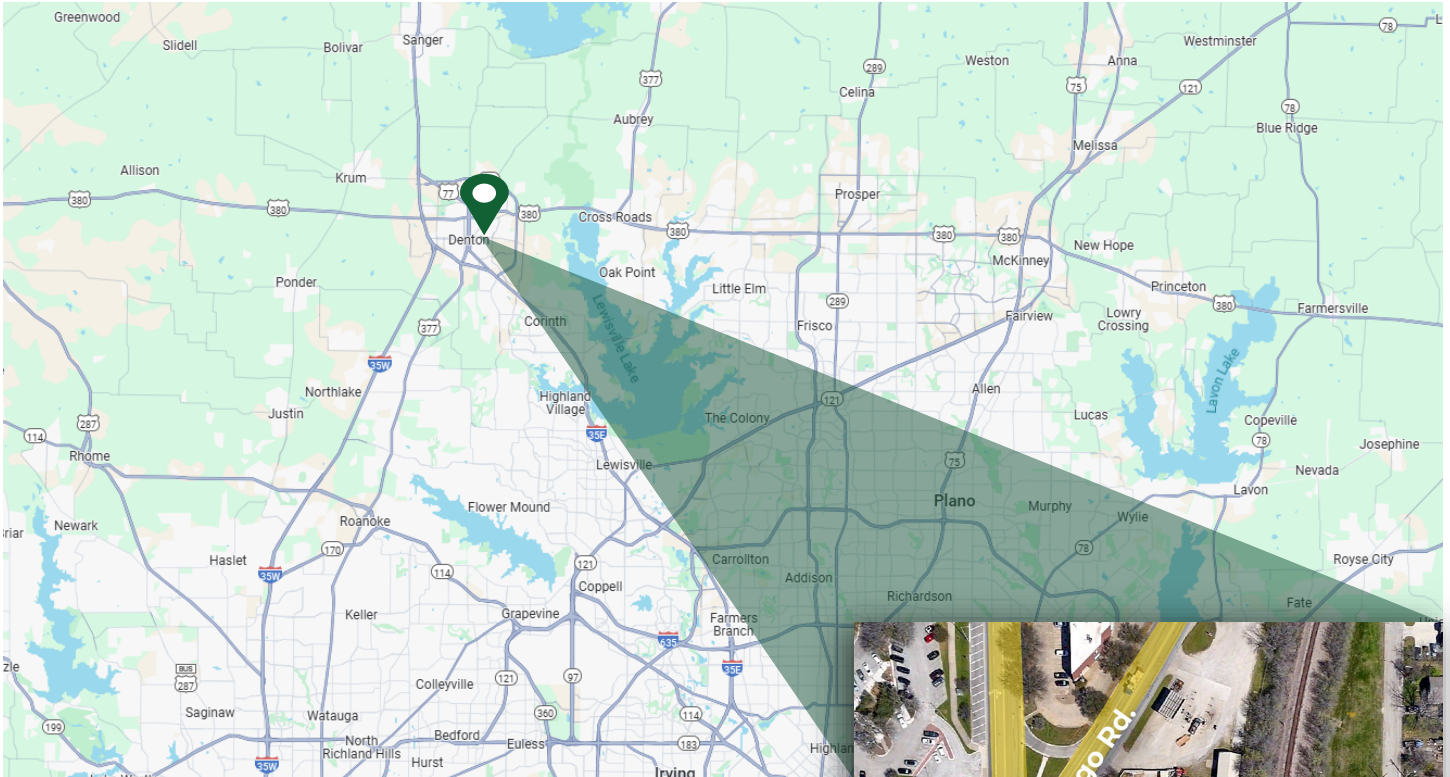 Greenwood
Slidell
Bolivar
Sanger
377
289
Weston
Anna
Westminster
78
75
121
Celina
78
Aubrey
Blue Ridge
Melissa
Allison
Krum
77
380
380
380
Prosper
Cross Roads
380
380
380
Denton
New Hope
McKinney
Oak Point
Ponder
Little Elm
Princeton
289
380
Farmersville
Lewisville Lake
Corinth
Frisco
Fairview
Lowry
Crossing
377
35W
Lavon Lake
Northlake
Allen
Highland
Village
121
Justin
The Colony
Lucas
287
Copeville
114
35E
78
Josephine
Rhome
Lewisville
75
Nevada
Lavon
Plano
Flower Mound
Murphy
Wylie
Newark
Roanoke
170
78
Haslet
121
Carrollton
Royse City
35W
114
Coppell
Addison
Richardson
Fate
Keller
Grapevine
Farmers
Branch
635
BUS
287
35E
97
121
Colleyville
Saginaw
Watauga
360
114
199
North
Richland Hills
Bedford
Euless
183
35W
Hurst
Irving
go Rd.